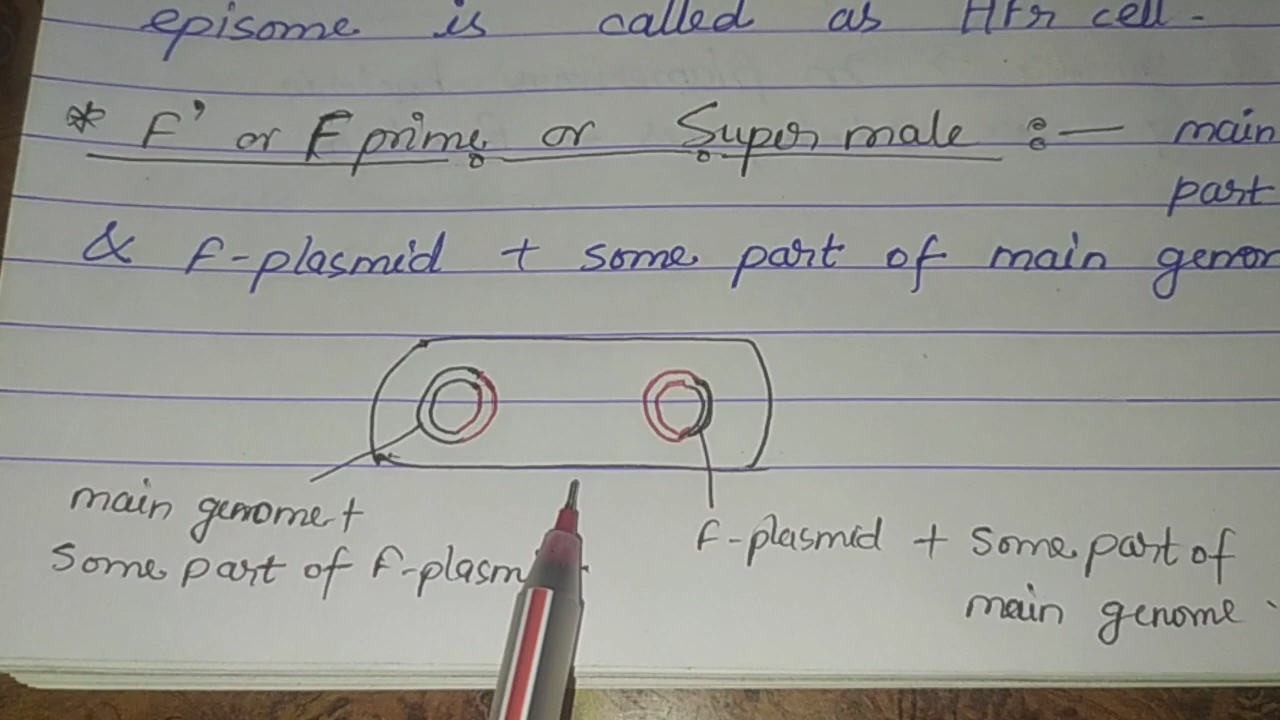 episome is called as Hfr cell -
* F' or F prime or Super male :— main
part
& F-plasmid + some part of main genom
main genome +
Some part of F-plasm
F-plasmid + Some part of
main genome